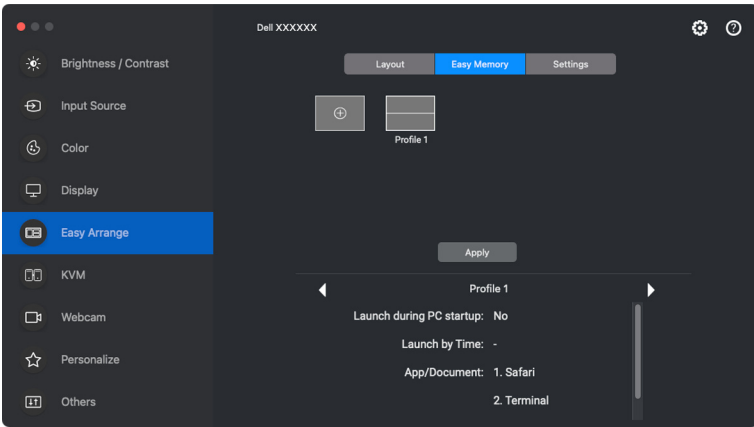 Dell XXXXXX
Brightness / Contrast
Input Source
Color
Display
Easy Arrange
KVM
Webcam
Personalize
Others
Layout Easy Memory Settings
Profile 1
Apply
Profile 1
Launch during PC startup: No
Launch by Time: -
App/Document: 1. Safari
2. Terminal